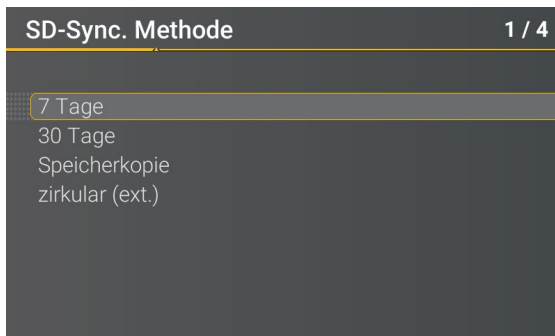 SD-Sync. Methode 1 / 4
7 Tage
30 Tage
Speicherkopie
zirkular (ext.)